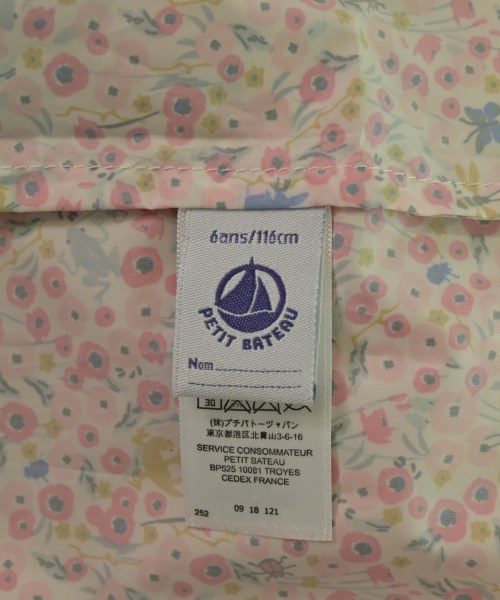 6ans/116cm
PETIT BATEAU
Nom
30
(株)プチバトージャパン
東京都港区北青山3-6-16
SERVICE CONSOMMATEUR
PETIT BATEAU
BP525 10081 TROYES
CEDEX FRANCE
252 09 18 121